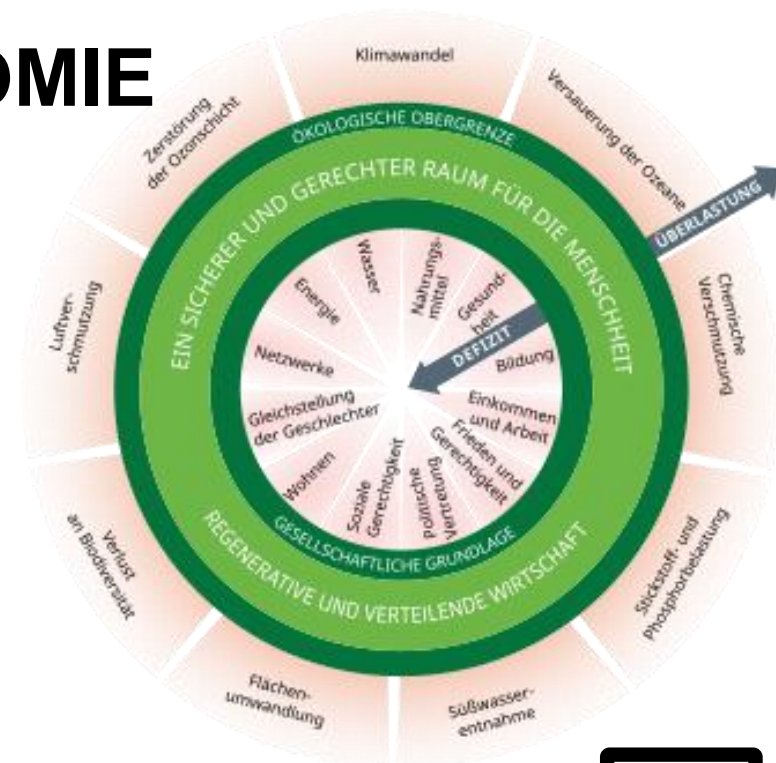 OMIE
Klimawandel
Versauerung der Ozeane
Chemische
Verschmutzung
Stickstoff- und
Phosphorbelastung
Süßwasser-
entnahme
Flächen-
umwandlung
Verlust
an Biodiversität
Luftver-
schmutzung
Zerstörung
der Ozonschicht
ÖKOLOGISCHE OBERGRENZE
EIN SICHERER UND GERECHTER RAUM FÜR DIE MENSCHHEIT
ÜBERLASTUNG
Wasser
Nahrungs-
mittel
Gesund-
heit
DEFIZIT
Bildung
Einkommen
und Arbeit
Frieden und
Gerechtigkeit
Politische
Vertretung
Soziale
Gerechtigkeit
Wohnen
Gleichstellung
der Geschlechter
Netzwerke
Energie
GESELLSCHAFTLICHE GRUNDLAGE
REGENERATIVE UND VERTEILENDE WIRTSCHAFT